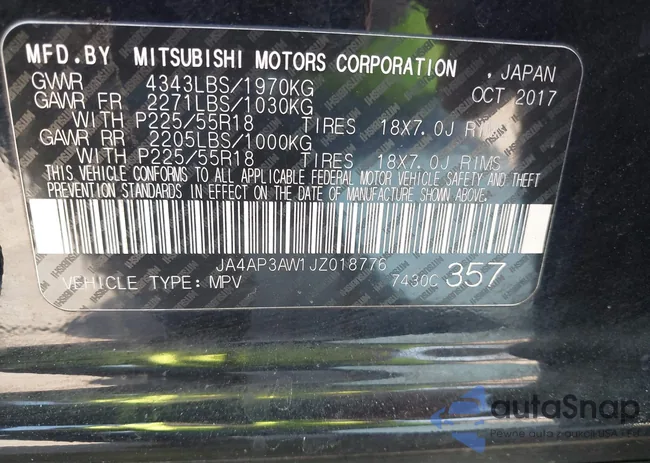 MFD.BY MITSUBISHI MOTORS CORPORATION , JAPAN
GVWR 4343LBS/1970KG OCT 2017
GAWR FR 2271LBS/1030KG
WITH P225/55R18 TIRES 18X7.0J
GAWR RR 2205LBS/1000KG
WITH P225/55R18 TIRES 18X7.0J RIMS
THIS VEHICLE CONFORMS TO ALL APPLICABLE FEDERAL MOTOR VEHICLE SAFETY AND THEFT
PREVENTION STANDARDS IN EFFECT ON THE DATE OF MANUFACTURE SHOWN ABOVE.
JA4AP3AW1JZ018776
VEHICLE TYPE: MPV 7430C 357
autoSnap
Pewne auto